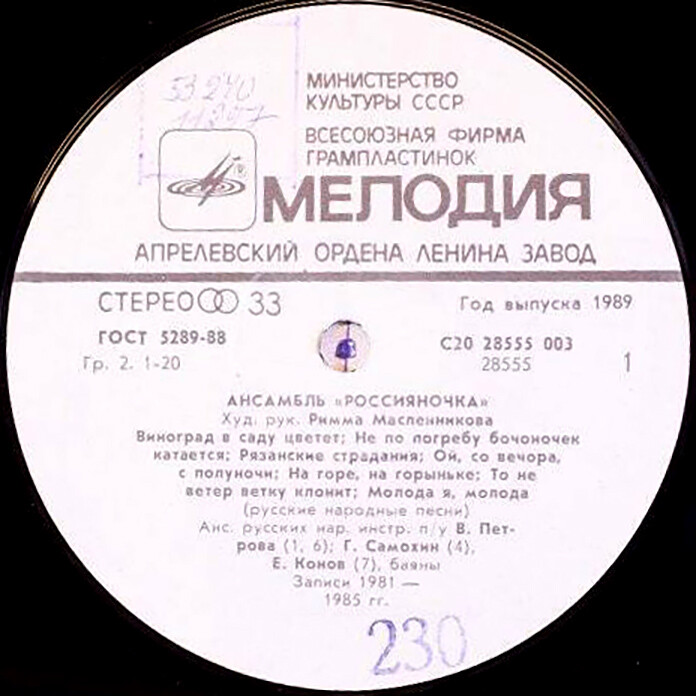 53 240
МИНИСТЕРСТВО
КУЛЬТУРЫ СССР
ВСЕСОЮЗНАЯ ФИРМА
ГРАМПЛАСТИНОК
МЕЛОДИЯ
®
АПРЕЛЕВСКИЙ ОРДЕНА ЛЕНИНА ЗАВОД
СТЕРЕО 33
Год выпуска 1989
ГОСТ 5289-88
С20 28555 003
Гр. 2. 1-20
28555
1
АНСАМБЛЬ «РОССИЯНОЧКА»
Худ. рук. Римма Масленникова
Виноград в саду цветет; Не по погребу бочоночек
катается; Рязанские страдания; Ой, со вечора,
с полуночи; На горе, на горыньке; То не
ветер ветку клонит; Молода я, молода
(русские народные песни)
Анс. русских нар. инстр. п/у В. Пет-
рова (1, 6); Г. Самохин (4),
Е. Конов (7), баяны
Записи 1981 —
1985 гг.
230